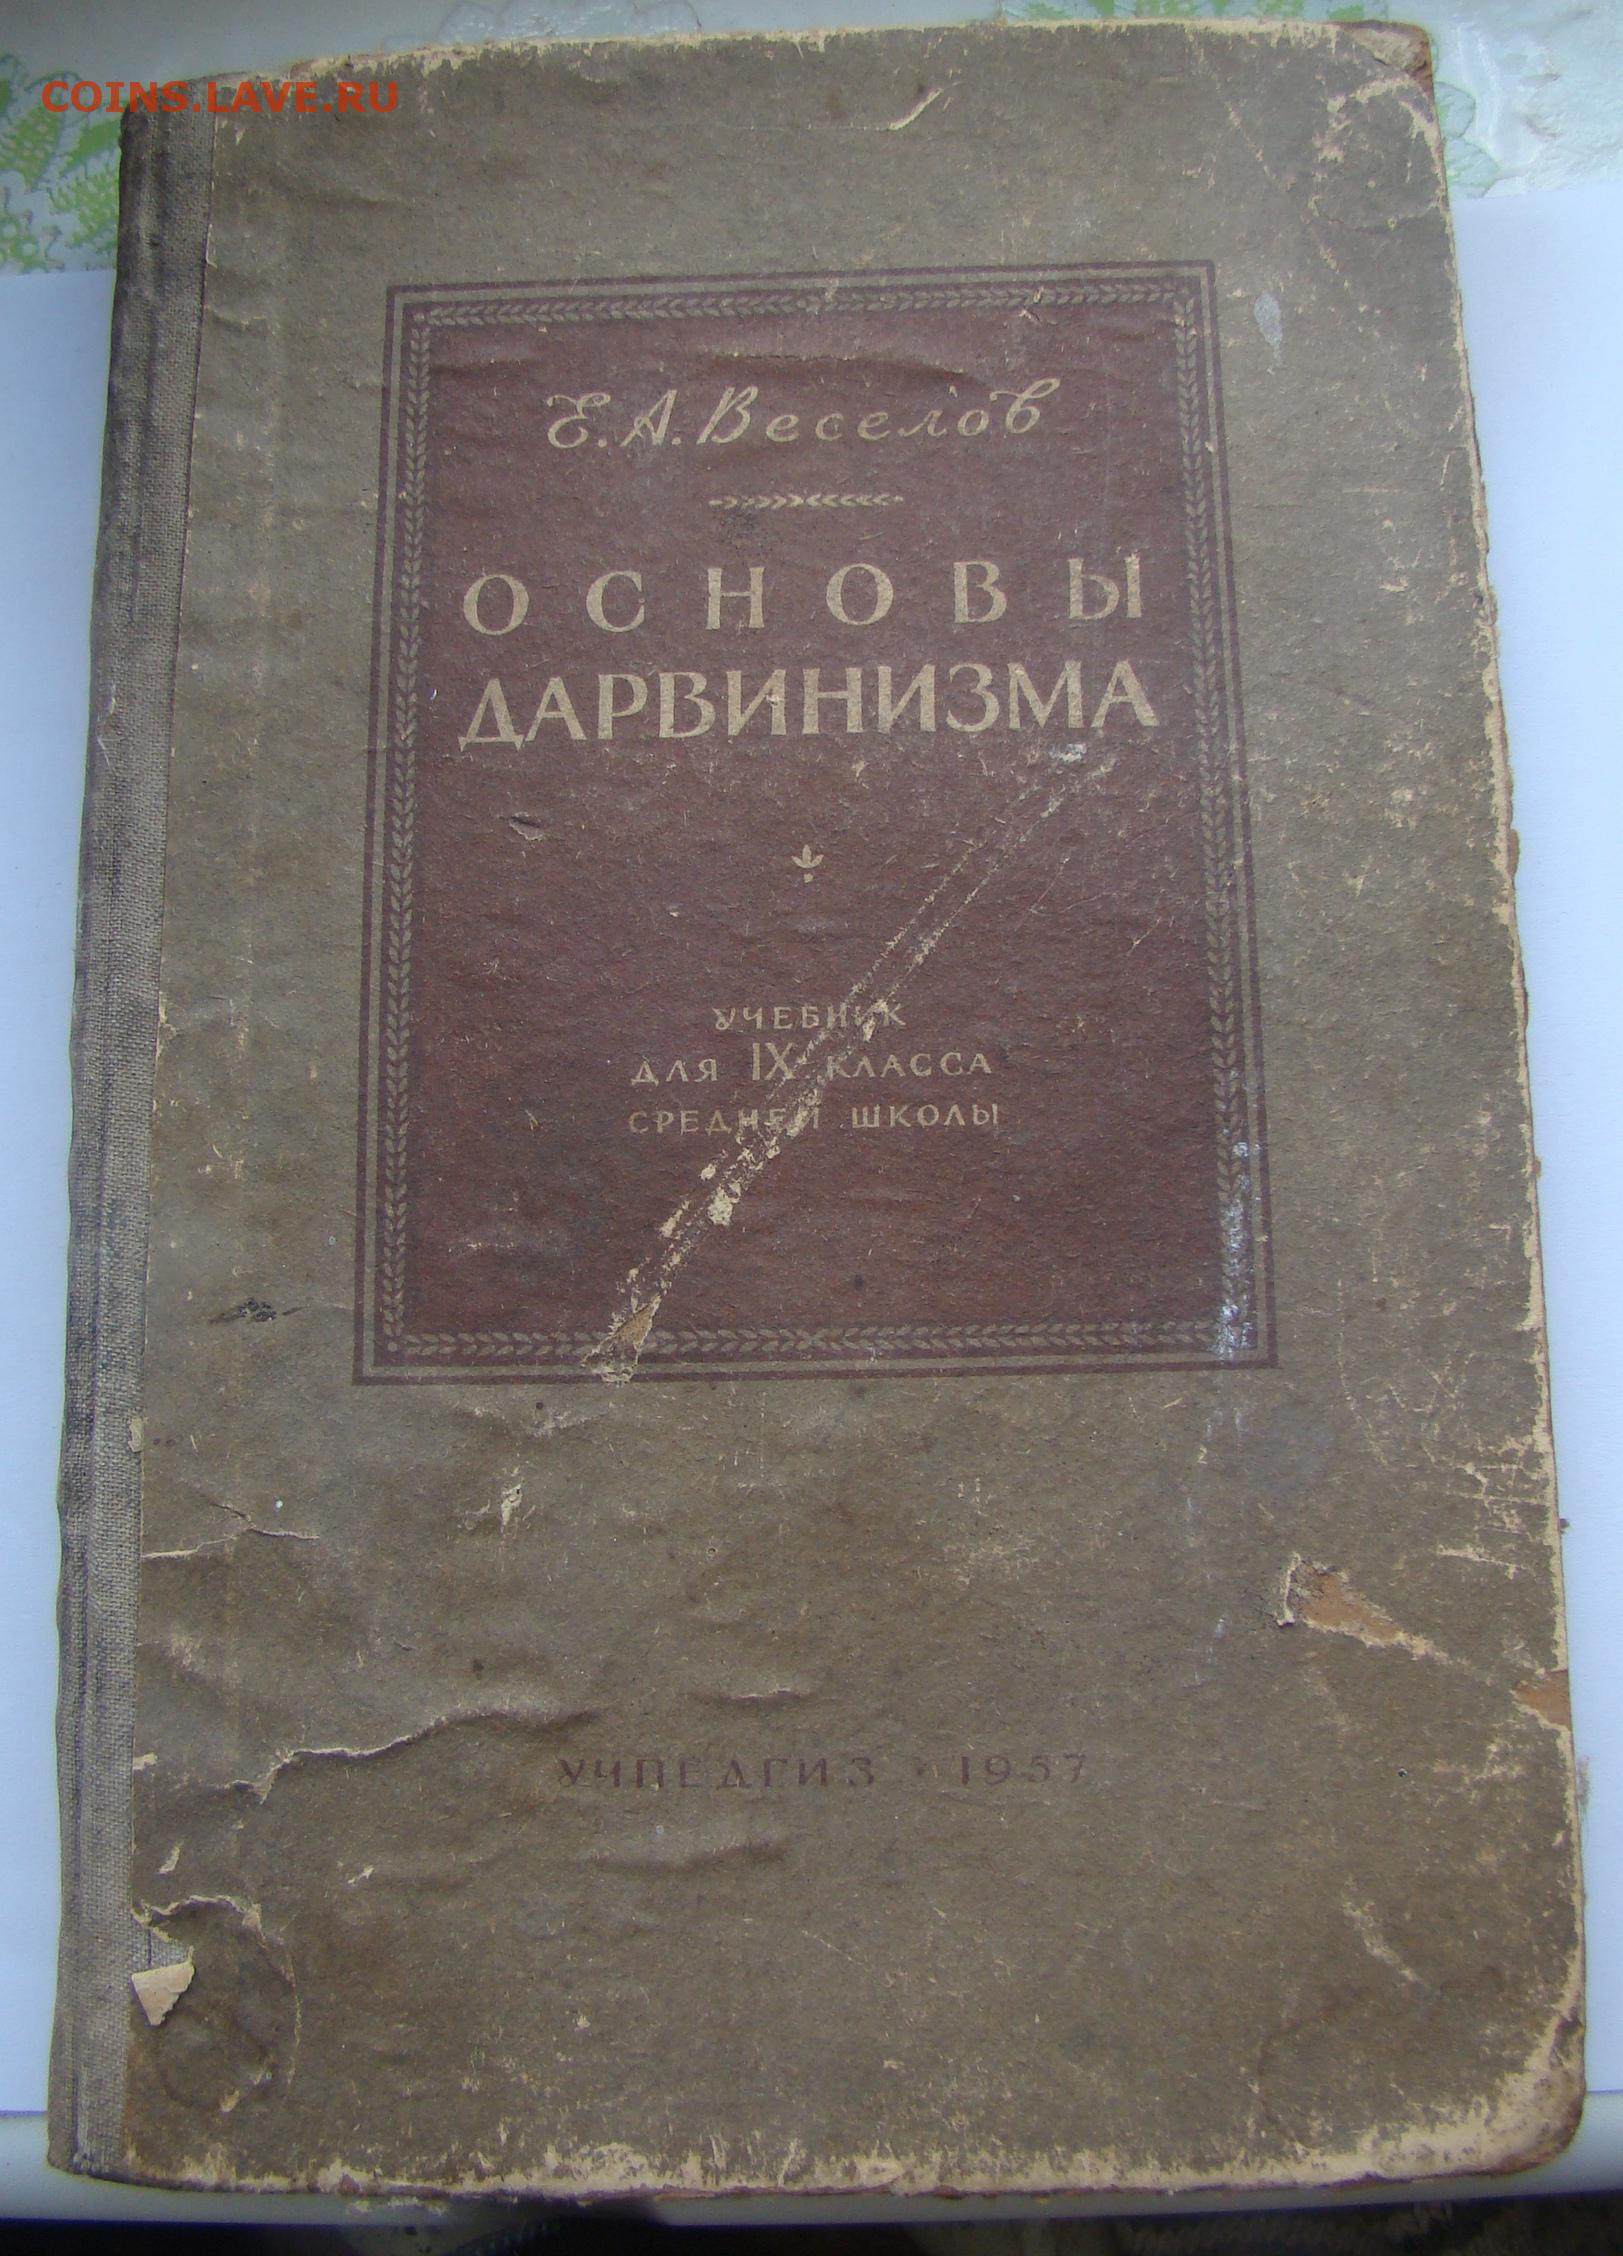 COINS.LAVE.RU
Е. А. Веселов
ОСНОВЫ
ДАРВИНИЗМА
УЧЕБНИК
ДЛЯ IX КЛАССА
СРЕДНЕЙ ШКОЛЫ
УЧПЕДГИЗ 1957